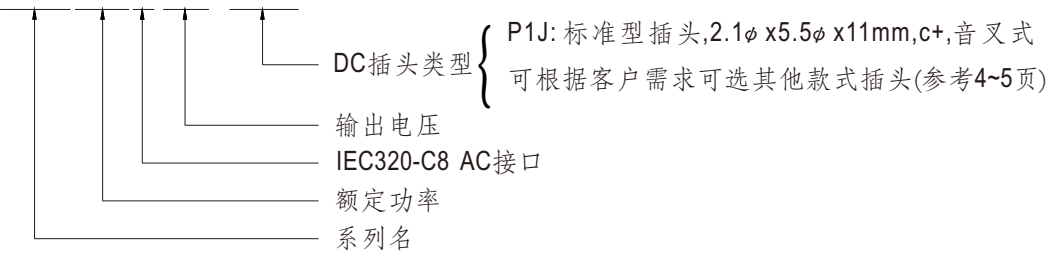 P1J: 标准型插头,2.1φ x5.5φ x11mm,c+,音叉式
DC插头类型
可根据客户需求可选其他款式插头(参考4~5页)
输出电压
IEC320-C8 AC接口
额定功率
系列名